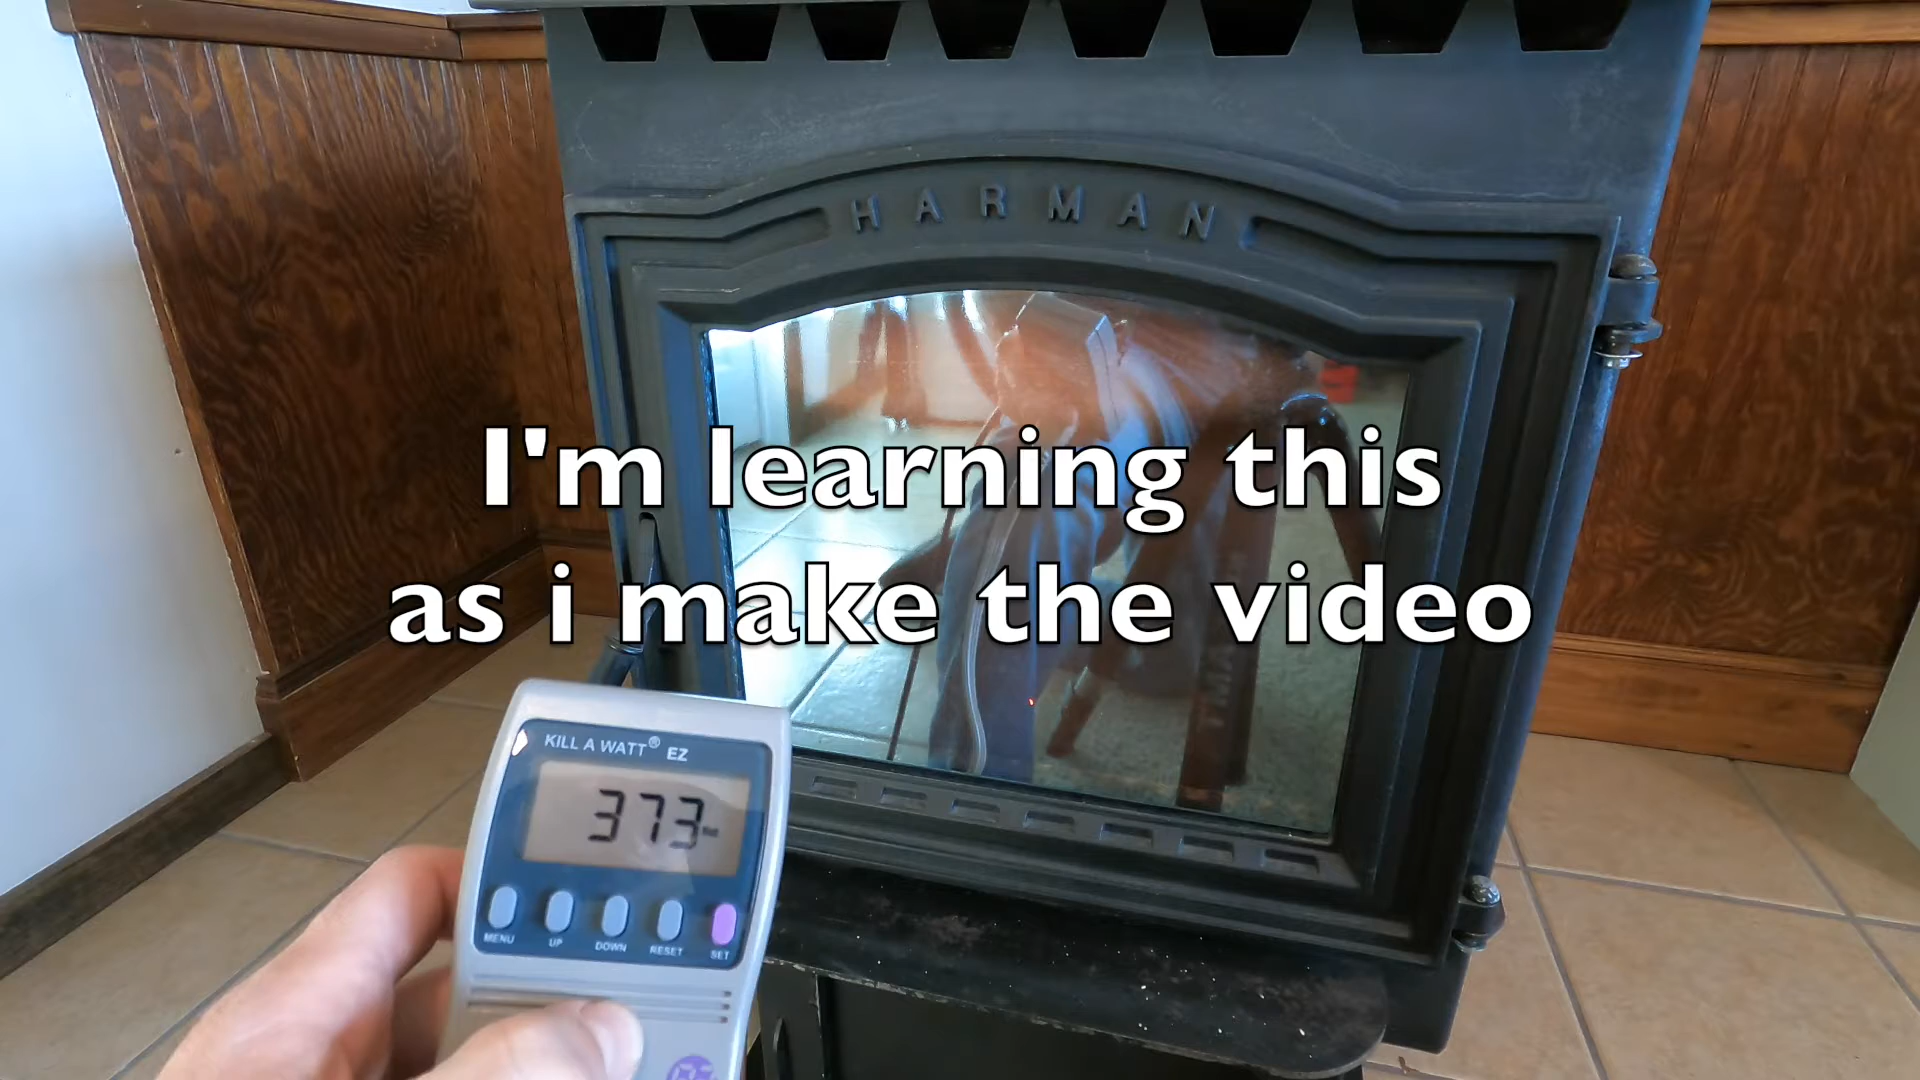 HARMAN
I'm learning this
as i make the video
KILL A WATT® EZ
373
MENU UP DOWN RESET SET